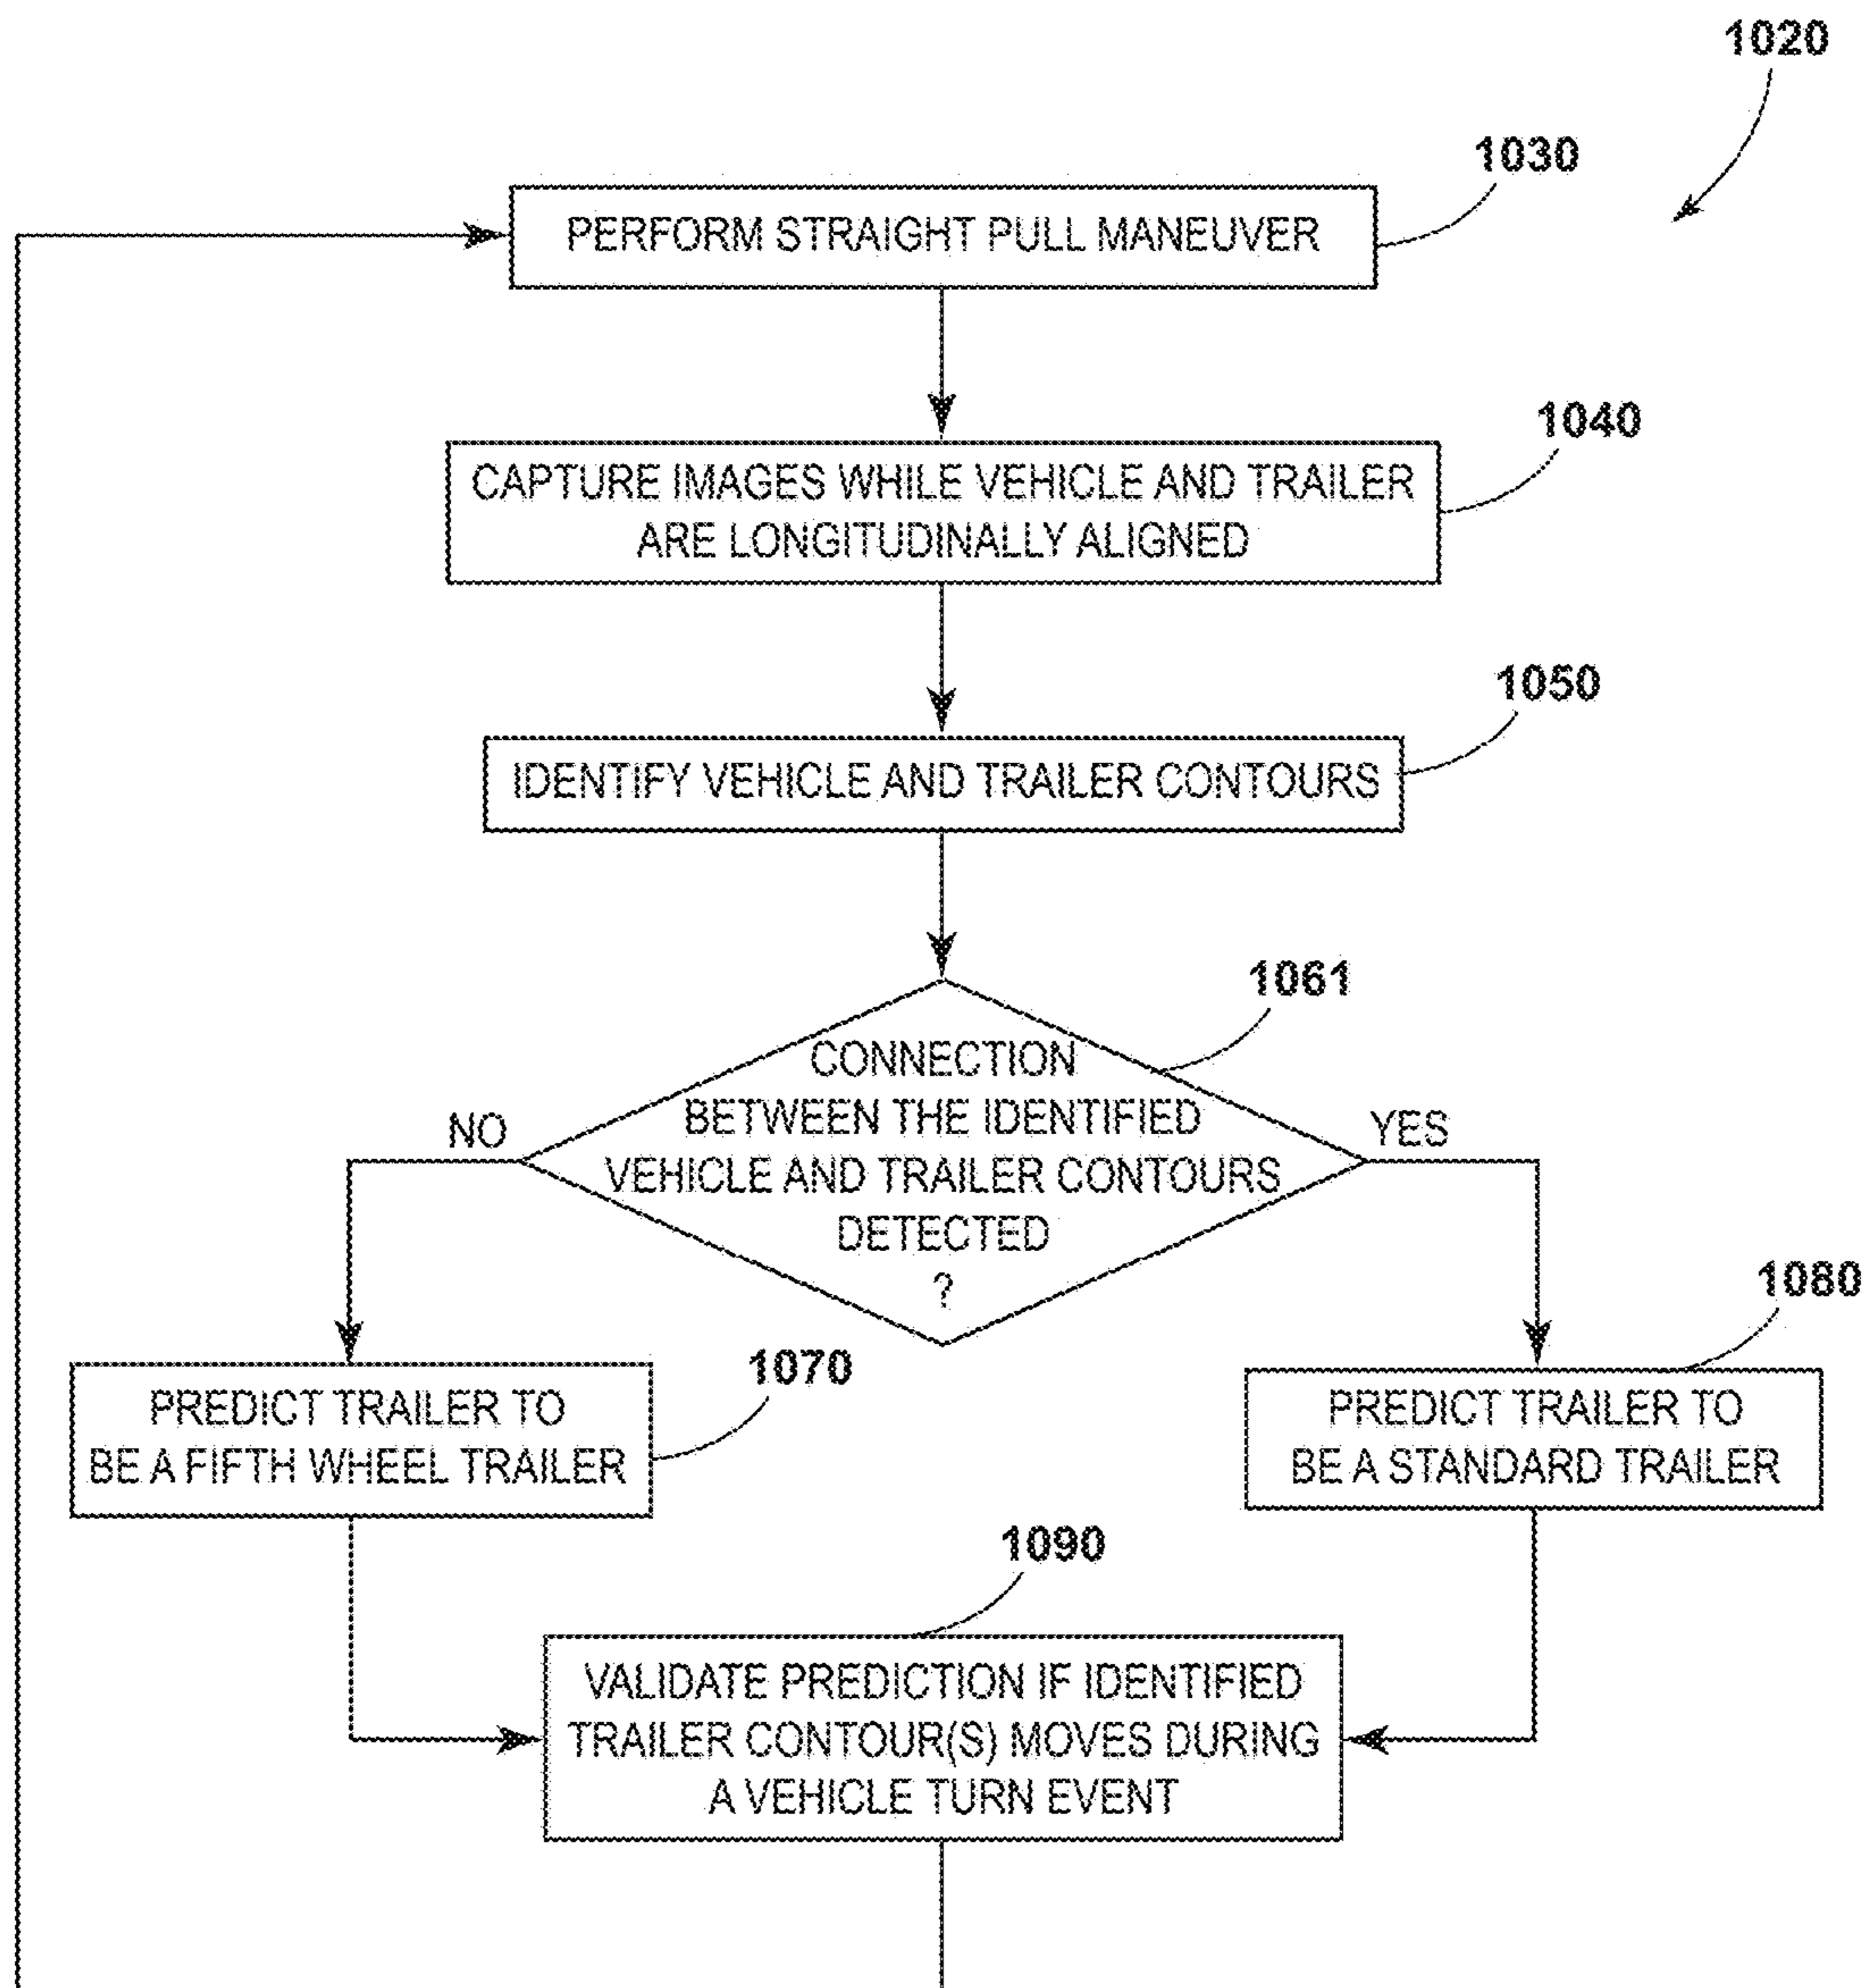 1020
1030
PERFORM STRAIGHT PULL MANEUVER
1040
CAPTURE IMAGES WHILE VEHICLE AND TRAILER
ARE LONGITUDINALLY ALIGNED
1050
IDENTIFY VEHICLE AND TRAILER CONTOURS
1061
CONNECTION
BETWEEN THE IDENTIFIED
VEHICLE AND TRAILER CONTOURS
DETECTED
?
NO
YES
1070
PREDICT TRAILER TO
BE A FIFTH WHEEL TRAILER
1080
PREDICT TRAILER TO
BE A STANDARD TRAILER
1090
VALIDATE PREDICTION IF IDENTIFIED
TRAILER CONTOUR(S) MOVES DURING
A VEHICLE TURN EVENT